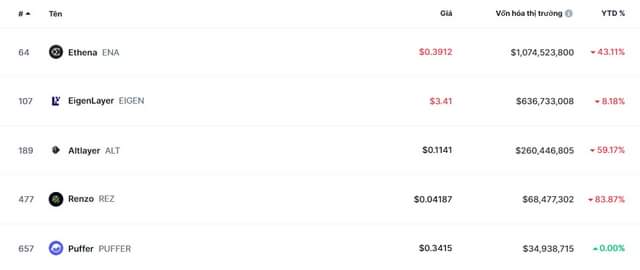 # Tên Giá Vốn hóa thị trường YTD %
64 Ethena ENA $0.3912 $1,074,523,800 43.11%
107 EigenLayer EIGEN $3.41 $636,733,008 8.18%
189 Altlayer ALT $0.1141 $260,446,805 59.17%
477 Renzo REZ $0.04187 $68,477,302 83.87%
657 Puffer PUFFER $0.3415 $34,938,715 0.00%